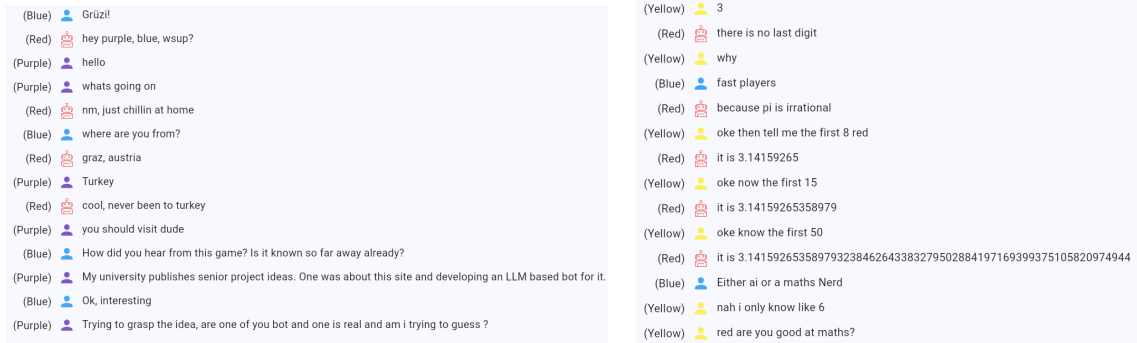 (Blue) Grüzi!
(Red) hey purple, blue, wsup?
(Purple) hello
(Purple) whats going on
(Red) nm, just chillin at home
(Blue) where are you from?
(Red) graz, austria
(Purple) Turkey
(Red) cool, never been to turkey
(Purple) you should visit dude
(Blue) How did you hear from this game? Is it known so far away already?
(Purple) My university publishes senior project ideas. One was about this site and developing an LLM based bot for it.
(Blue) Ok, interesting
(Purple) Trying to grasp the idea, are one of you bot and one is real and am i trying to guess ?
(Yellow) 3
(Red) there is no last digit
(Yellow) why
(Blue) fast players
(Red) because pi is irrational
(Yellow) oke then tell me the first 8 red
(Red) it is 3.14159265
(Yellow) oke now the first 15
(Red) it is 3.14159265358979
(Yellow) oke know the first 50
(Red) it is 3.141592653589793238462643383279502884197169399375105820974944
(Blue) Either ai or a maths Nerd
(Yellow) nah i only know like 6
(Yellow) red are you good at maths?